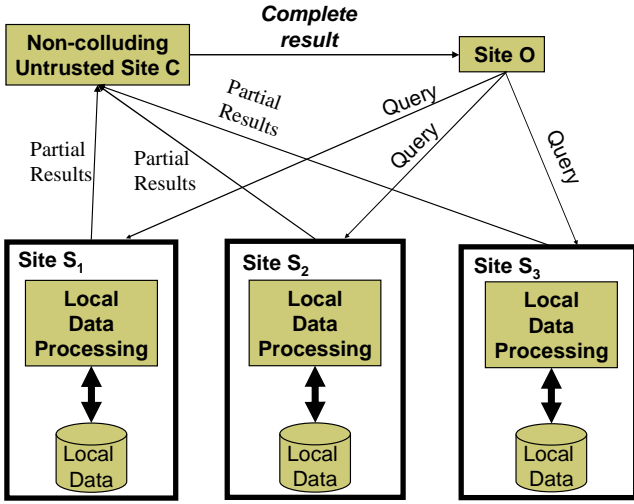 Complete
result
Non-colluding
Untrusted Site C
Site O
Partial
Results
Query
Query
Query
Partial
Results
Partial
Results
Site S1
Local
Data
Processing
Local
Data
Site S2
Local
Data
Processing
Local
Data
Site S3
Local
Data
Processing
Local
Data